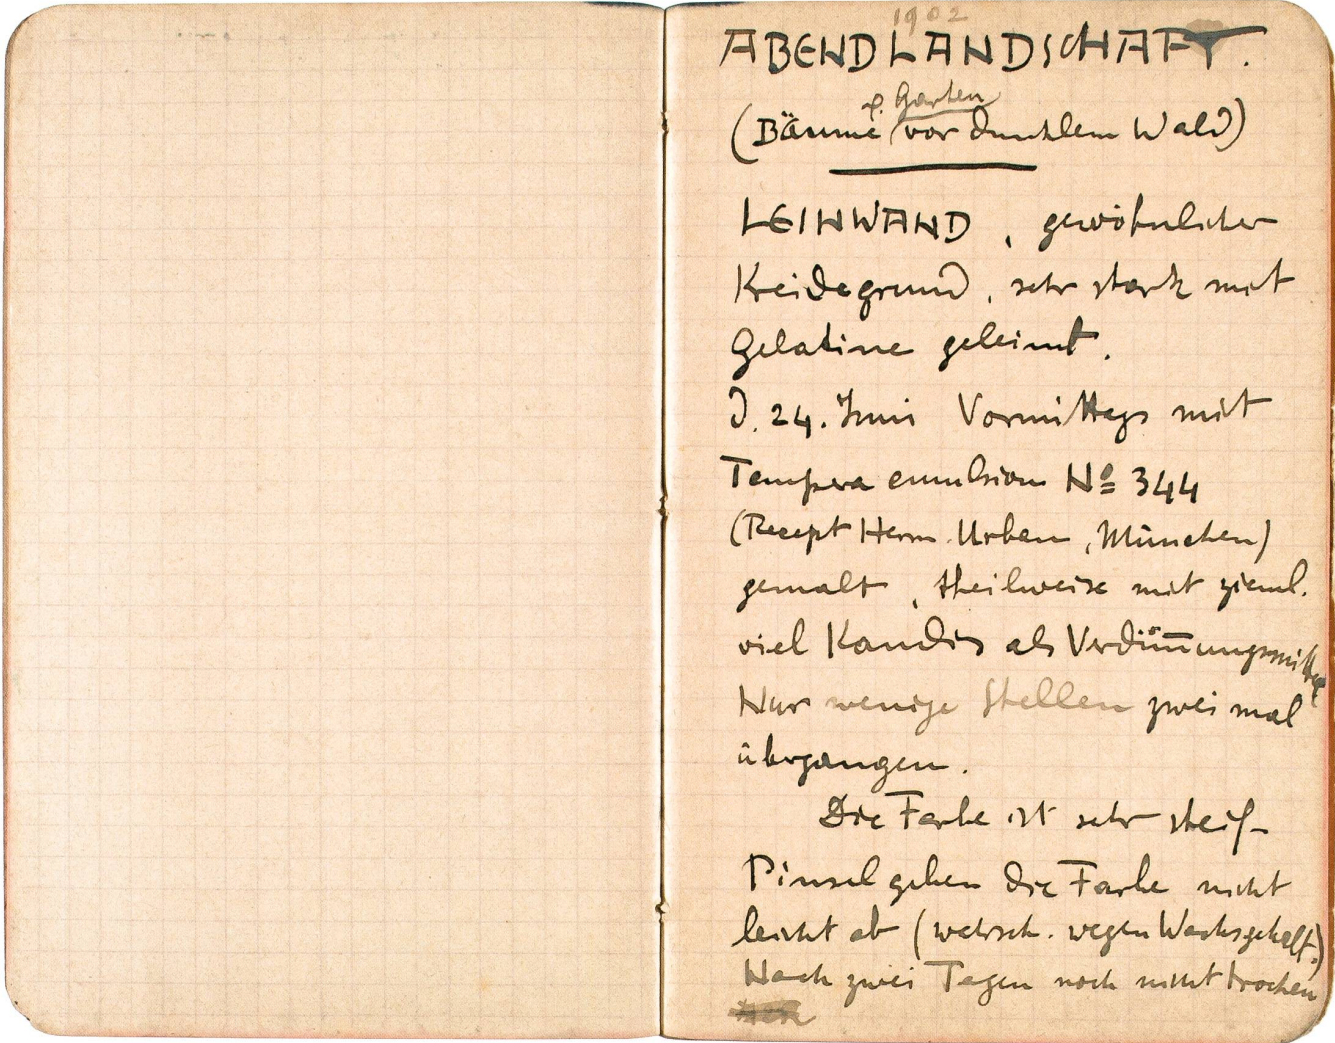 1902
ABENDLANDSCHAFT.
Garten
(Bäume vor dunklem Wald)
LEINWAND, gewöhnlicher
Kreidegrund, sehr stark mit
Gelatine geleimt.
D. 24. Juni Vormittags mit
Tempera emulsion No 344
(Recept Herm. Urban, München)
gemalt, theilweise mit zieml.
viel Kandis als Verdünnungsmittel
Nur wenige Stellen zwei mal
übergangen.
Die Farbe ist sehr steif
Pinsel geben die Farbe nicht
leicht ab (wahrsch. wegen Wachsgehalt.)
Nach zwei Tagen noch nicht trocken